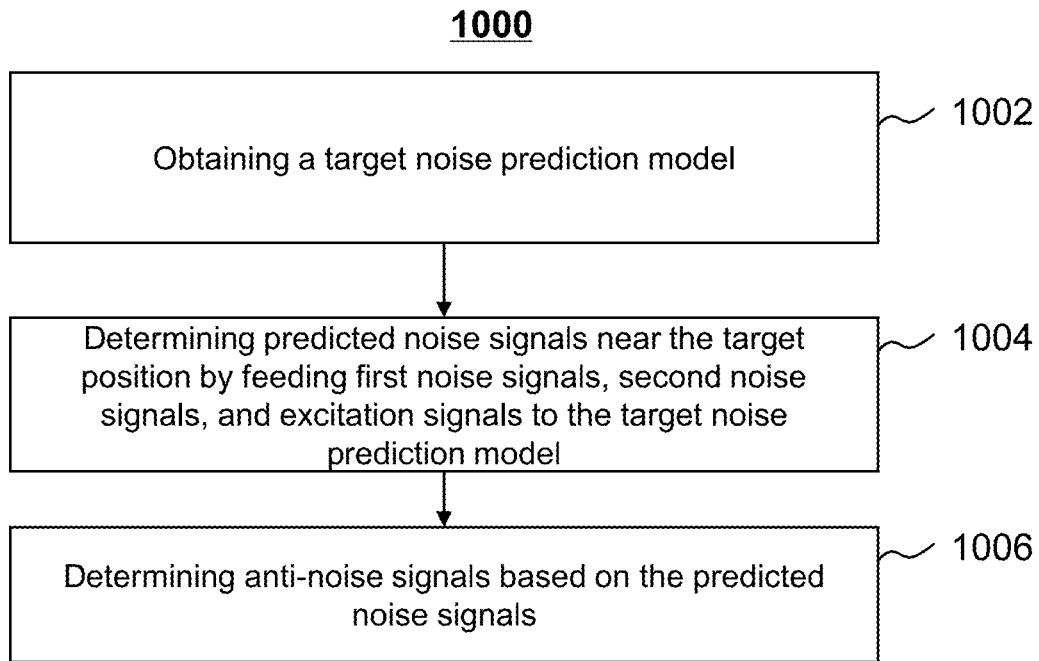 1000
Obtaining a target noise prediction model
1002
Determining predicted noise signals near the target
position by feeding first noise signals, second noise
signals, and excitation signals to the target noise
prediction model
1004
Determining anti-noise signals based on the predicted
noise signals
1006